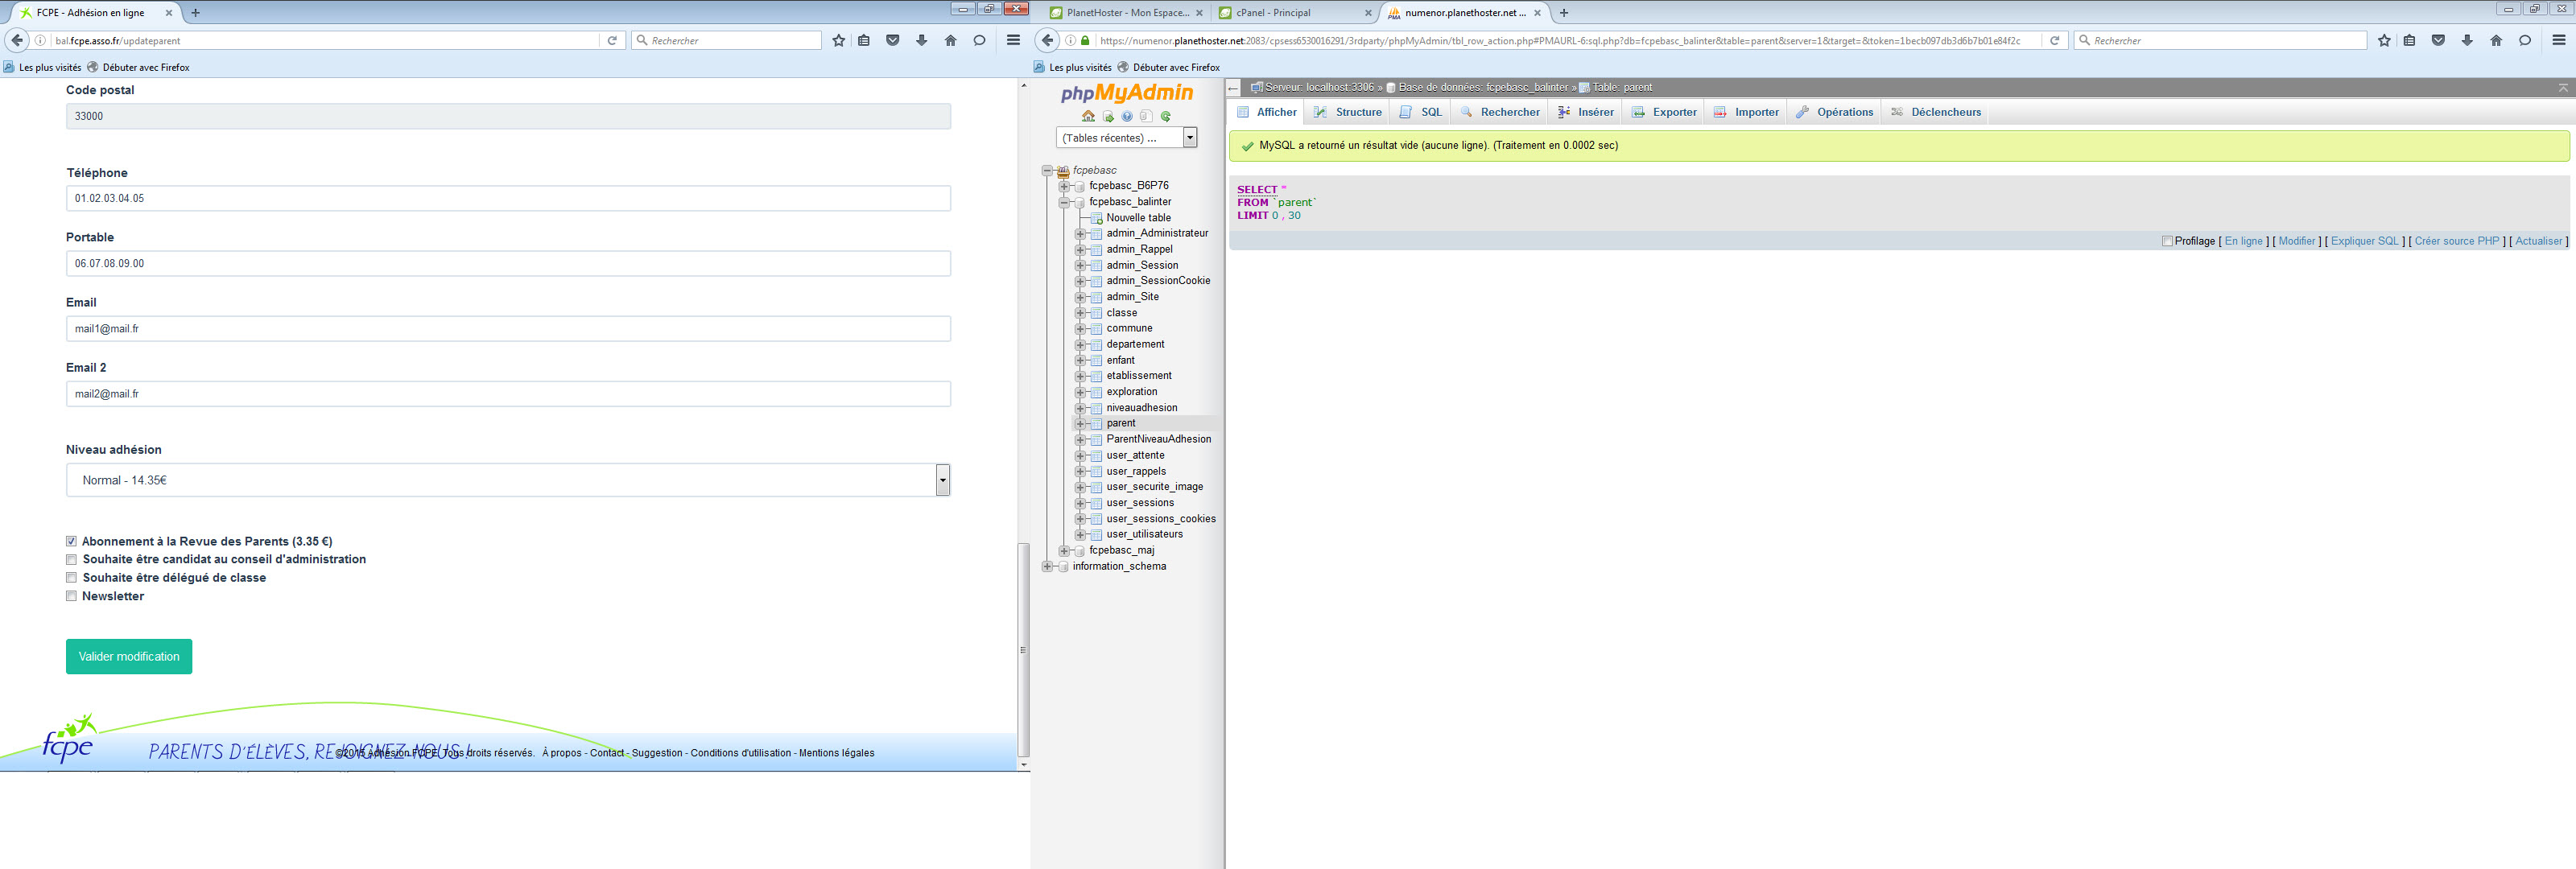 FCPE - Adhésion en ligne
bal.fcpe.asso.fr/updateparent
Rechercher
Les plus visités
Débuter avec Firefox
Code postal
33000
Téléphone
01.02.03.04.05
Portable
06.07.08.09.00
Email
mail1@mail.fr
Email 2
mail2@mail.fr
Niveau adhésion
Normal - 14.35€
Abonnement à la Revue des Parents (3.35 €)
Souhaite être candidat au conseil d'administration
Souhaite être délégué de classe
Newsletter
Valider modification
fcpe
PARENTS D'ÉLÈVES, REJOIGNEZ-NOUS !
©2015 Adhésion FCPE. Tous droits réservés. À propos - Contact - Suggestion - Conditions d'utilisation - Mentions légales
PlanetHoster - Mon Espace...
cPanel - Principal
numenor.planethoster.net ...
https://numenor.planethoster.net:2083/cpsess6530016291/3rdparty/phpMyAdmin/tbl_row_action.php#PMAURL-6:sql.php?db=fcpebasc_balinter&table=parent&server=1&target=&token=1becb097db3d6b7b01e84f2c
Rechercher
Les plus visités
Débuter avec Firefox
phpMyAdmin
(Tables récentes) ...
fcpebasc
fcpebasc_B6P76
fcpebasc_balinter
Nouvelle table
admin_Administrateur
admin_Rappel
admin_Session
admin_SessionCookie
admin_Site
classe
commune
departement
enfant
etablissement
exploration
niveauadhesion
parent
ParentNiveauAdhesion
user_attente
user_rappels
user_securite_image
user_sessions
user_sessions_cookies
user_utilisateurs
fcpebasc_maj
information_schema
Serveur: localhost:3306 » Base de données: fcpebasc_balinter » Table: parent
Afficher
Structure
SQL
Rechercher
Insérer
Exporter
Importer
Opérations
Déclencheurs
MySQL a retourné un résultat vide (aucune ligne). (Traitement en 0.0002 sec)
SELECT *
FROM `parent`
LIMIT 0 , 30
Profilage [ En ligne ] [ Modifier ] [ Expliquer SQL ] [ Créer source PHP ] [ Actualiser ]